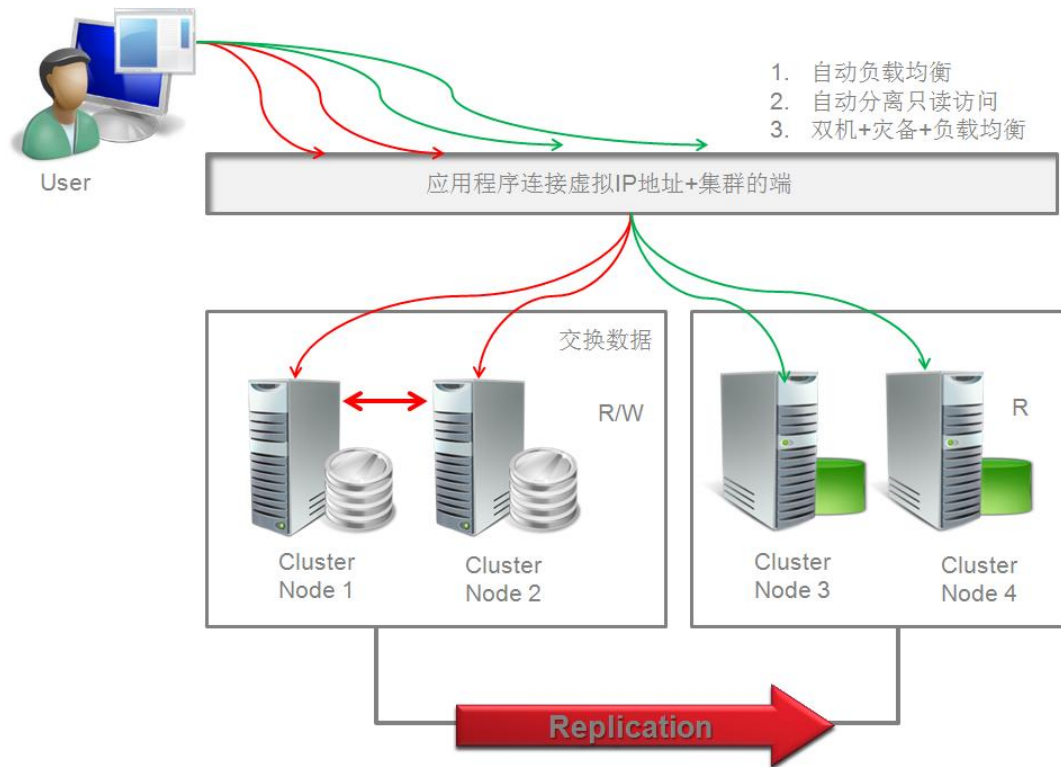 1. 自动负载均衡
2. 自动分离只读访问
3. 双机+灾备+负载均衡
User
应用程序连接虚拟IP地址+集群的端
交换数据
R/W
R
Cluster
Node 1
Cluster
Node 2
Cluster
Node 3
Cluster
Node 4
Replication